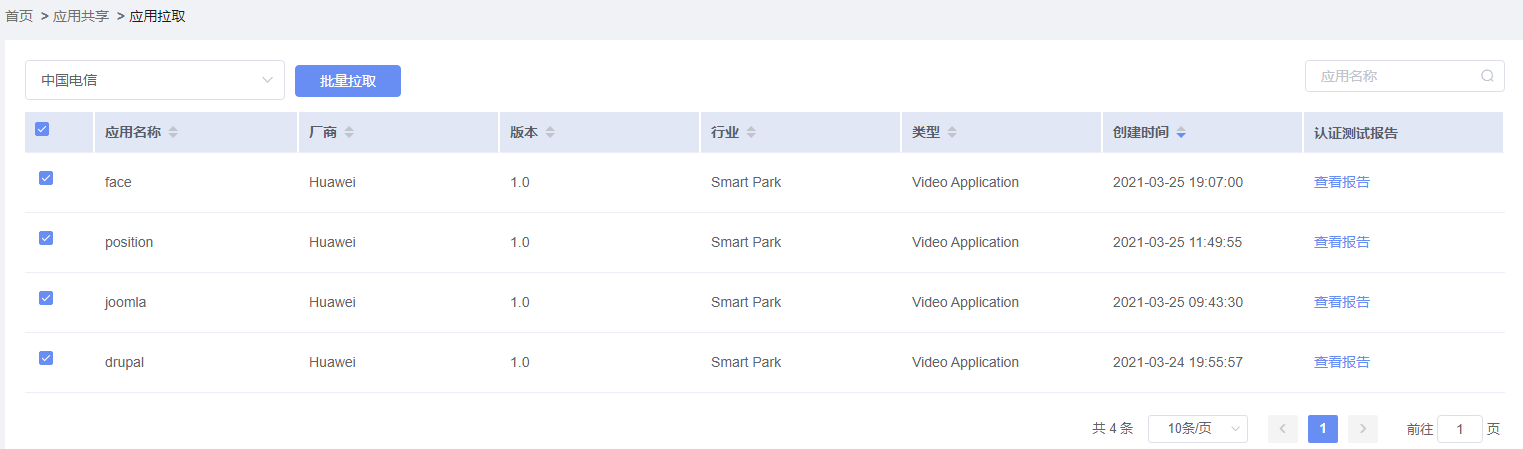 首页 > 应用共享 > 应用拉取
中国电信 批量拉取 应用名称
应用名称 厂商 版本 行业 类型 创建时间 认证测试报告
face Huawei 1.0 Smart Park Video Application 2021-03-25 19:07:00 查看报告
position Huawei 1.0 Smart Park Video Application 2021-03-25 11:49:55 查看报告
joomla Huawei 1.0 Smart Park Video Application 2021-03-25 09:43:30 查看报告
drupal Huawei 1.0 Smart Park Video Application 2021-03-24 19:55:57 查看报告
共 4 条 10条/页 < 1 > 前往 1 页